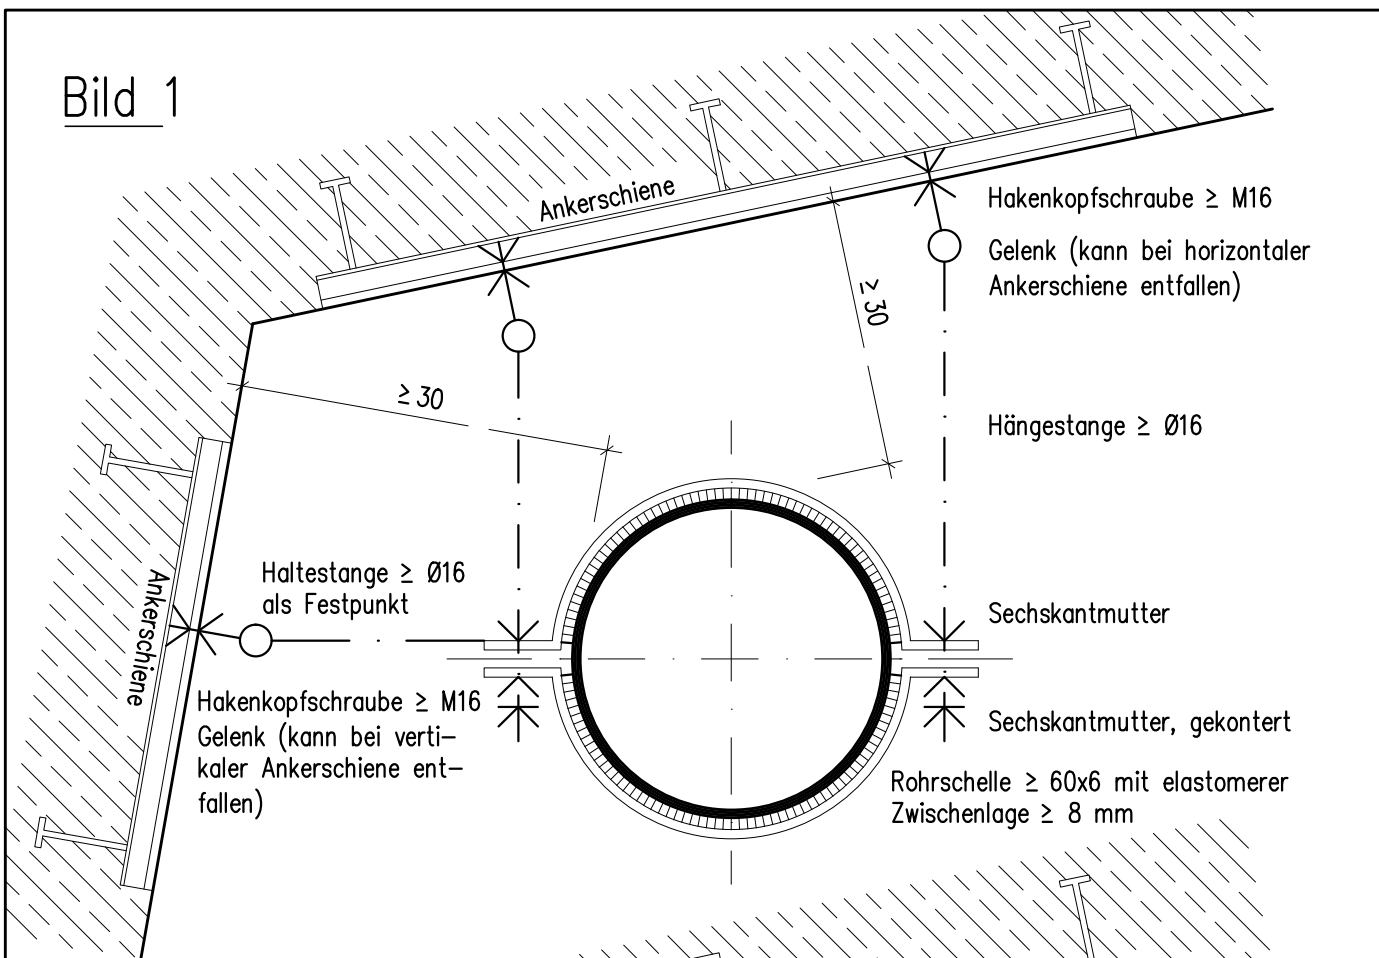 Bild 1
Ankerschiene
Hakenkopfschraube ≥ M16
Gelenk (kann bei horizontaler
Ankerschiene entfallen)
≥ 30
≥ 30
Hängestange ≥ Ø16
Ankerschiene
Haltestange ≥ Ø16
als Festpunkt
Sechskantmutter
Hakenkopfschraube ≥ M16
Gelenk (kann bei verti–
kaler Ankerschiene ent–
fallen)
Sechskantmutter, gekontert
Rohrschelle ≥ 60x6 mit elastomerer
Zwischenlage ≥ 8 mm